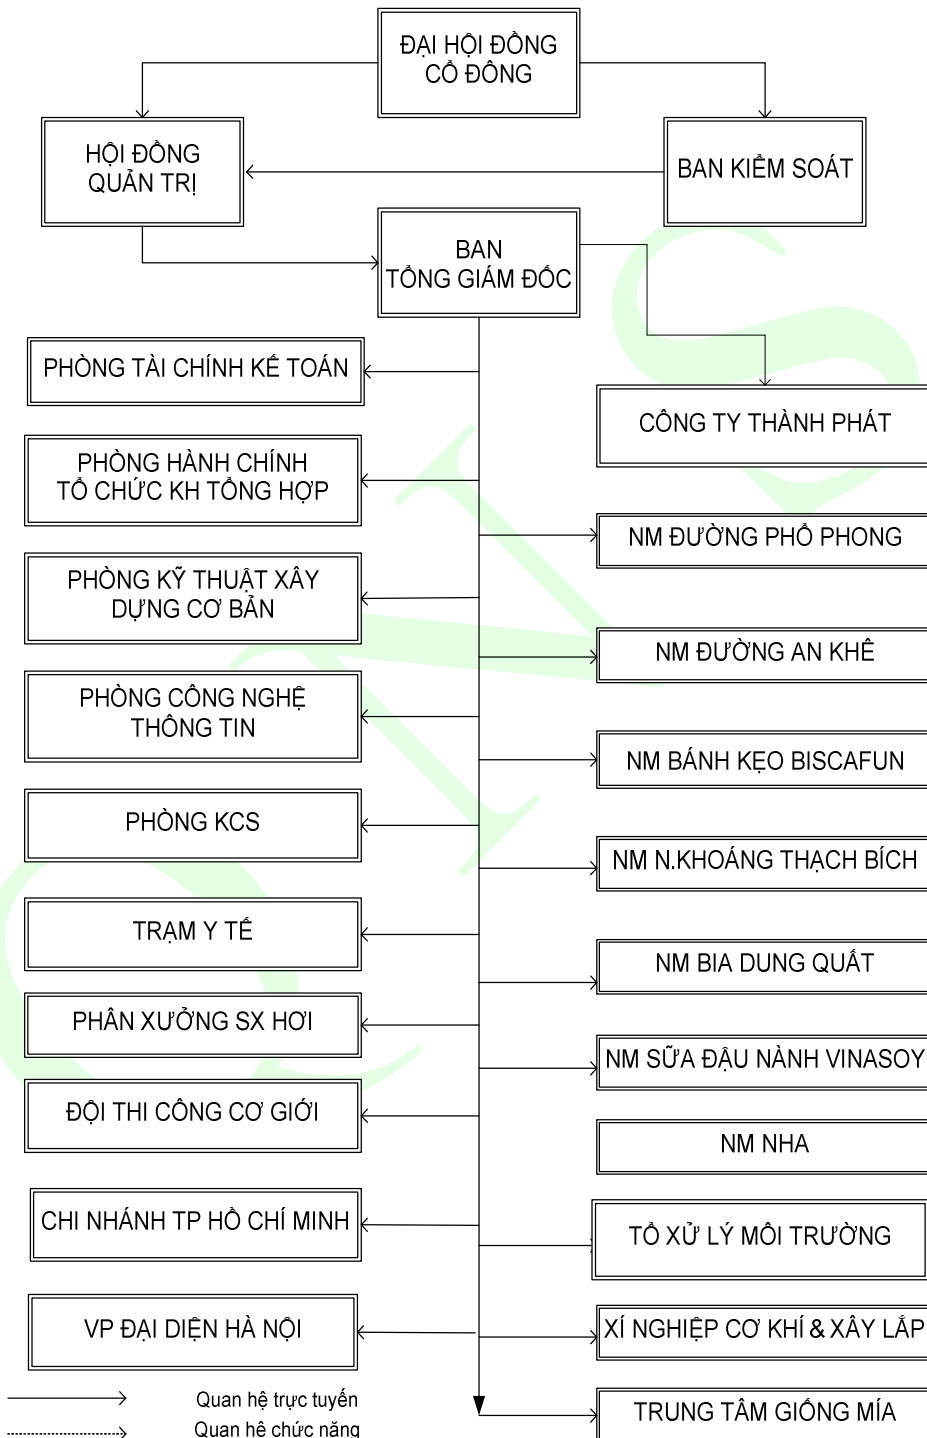 ĐẠI HỘI ĐỒNG
CỔ ĐÔNG
HỘI ĐỒNG
QUẢN TRỊ
BAN KIỂM SOÁT
BAN
TỔNG GIÁM ĐỐC
PHÒNG TÀI CHÍNH KẾ TOÁN
CÔNG TY THÀNH PHÁT
PHÒNG HÀNH CHÍNH
TỔ CHỨC KH TỔNG HỢP
NM ĐƯỜNG PHỔ PHONG
PHÒNG KỸ THUẬT XÂY
DỰNG CƠ BẢN
NM ĐƯỜNG AN KHÊ
PHÒNG CÔNG NGHỆ
THÔNG TIN
NM BÁNH KẸO BISCAFUN
PHÒNG KCS
NM N.KHOÁNG THẠCH BÍCH
TRẠM Y TẾ
NM BIA DUNG QUẤT
PHÂN XƯỞNG SX HƠI
NM SỮA ĐẬU NÀNH VINASOY
ĐỘI THI CÔNG CƠ GIỚI
NM NHA
CHI NHÁNH TP HỒ CHÍ MINH
TỔ XỬ LÝ MÔI TRƯỜNG
VP ĐẠI DIỆN HÀ NỘI
XÍ NGHIỆP CƠ KHÍ & XÂY LẮP
Quan hệ trực tuyến
TRUNG TÂM GIỐNG MÍA
Quan hệ chức năng